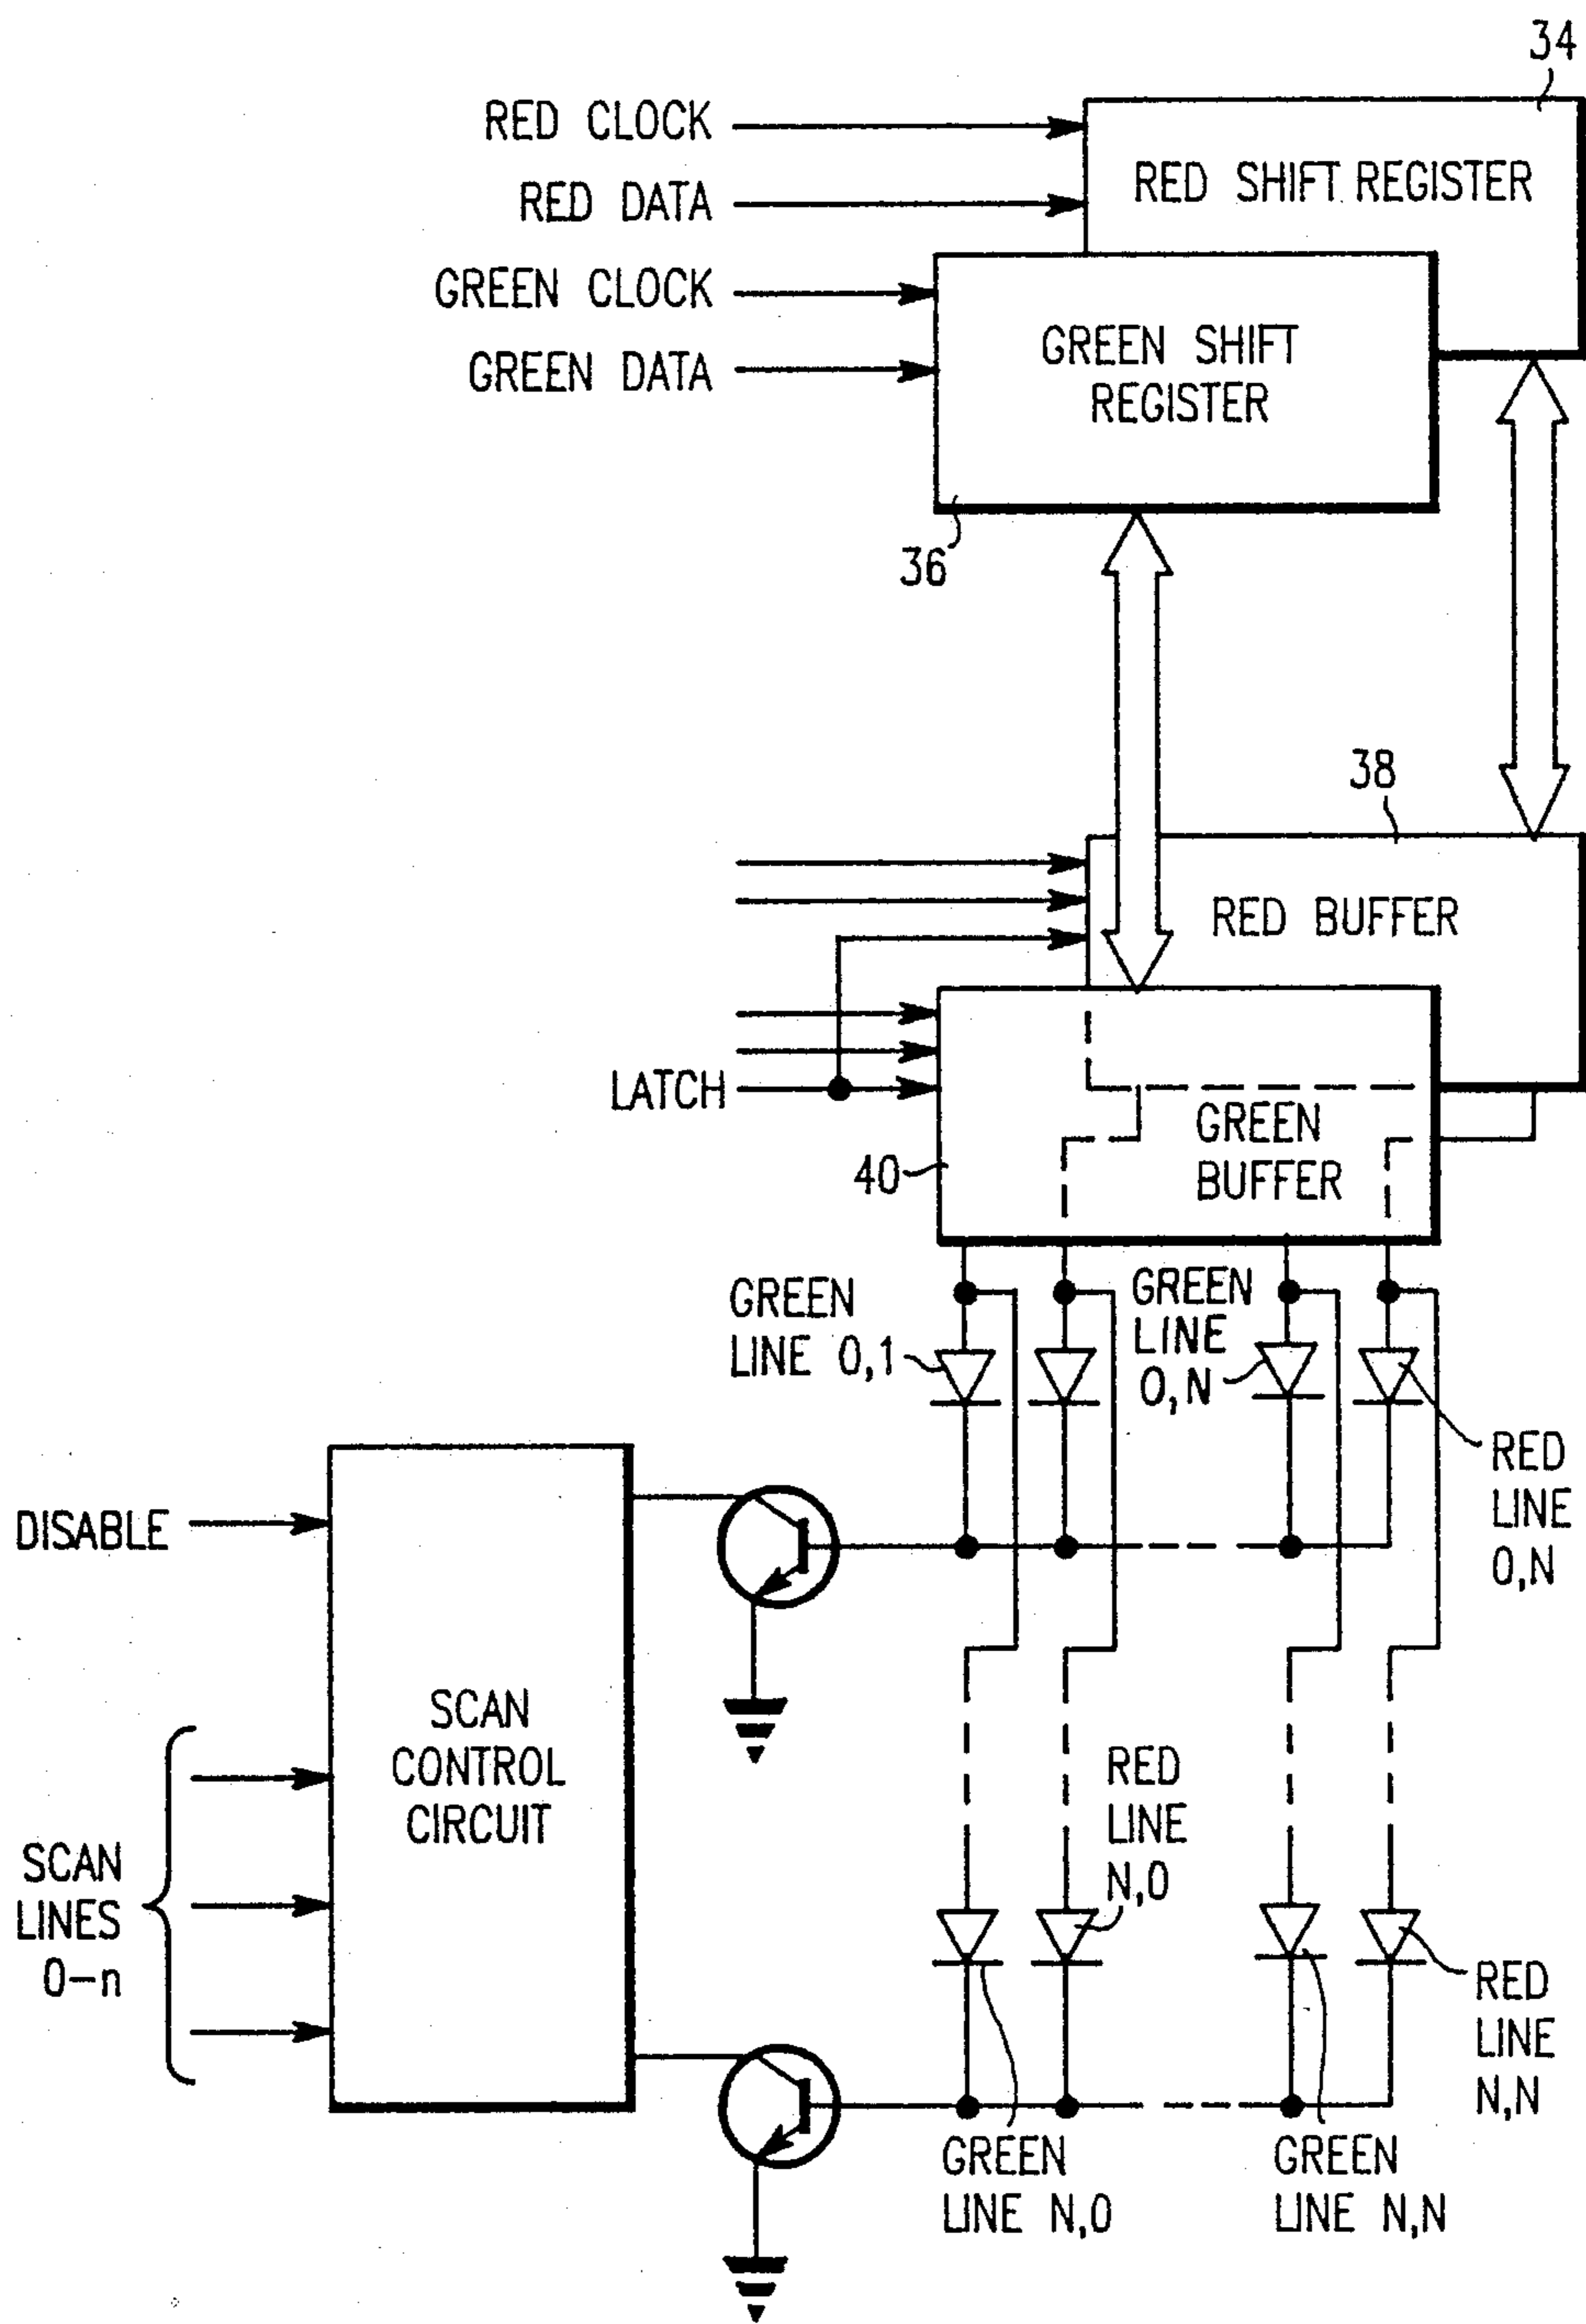 34
RED CLOCK
RED DATA
RED SHIFT REGISTER
GREEN CLOCK
GREEN DATA
GREEN SHIFT
REGISTER
36
38
RED BUFFER
LATCH
GREEN
BUFFER
40
GREEN
LINE 0,1
GREEN
LINE
0,N
RED
LINE
0,N
DISABLE
SCAN
CONTROL
CIRCUIT
SCAN
LINES
0-n
RED
LINE
N,0
RED
LINE
N,N
GREEN
LINE N,0
GREEN
LINE N,N